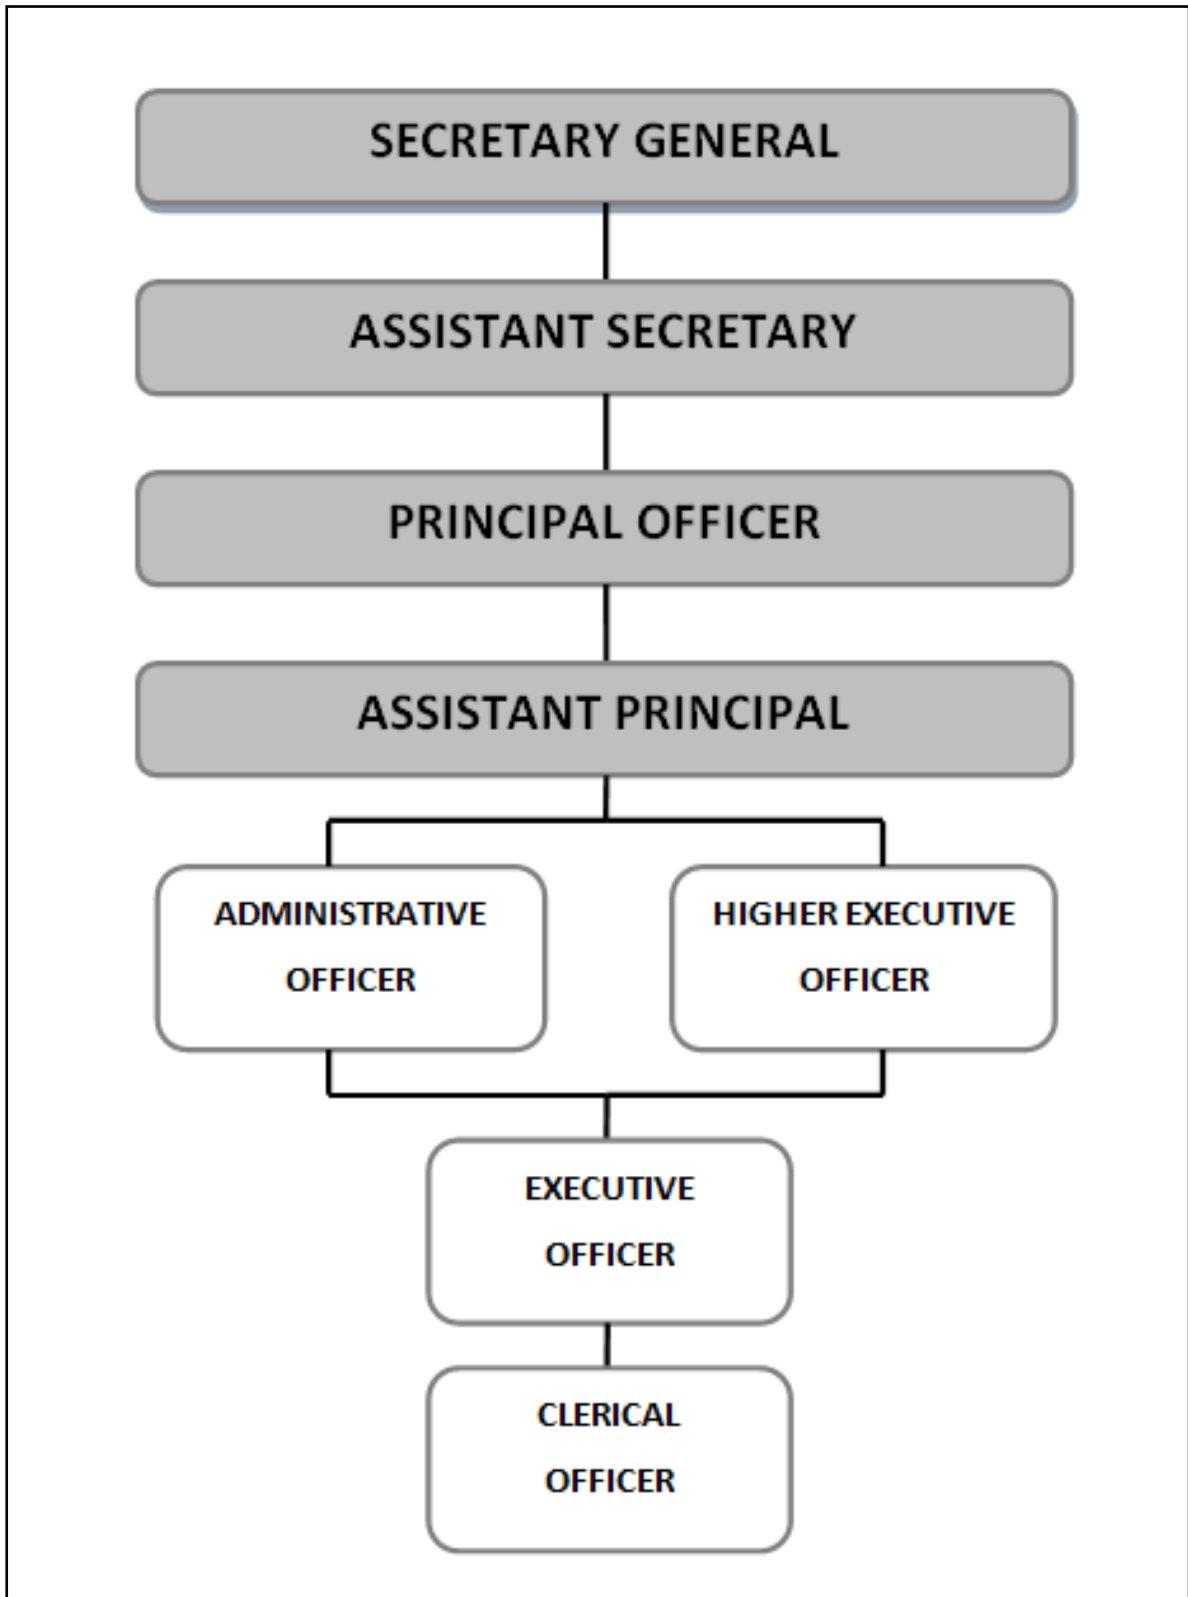 SECRETARY GENERAL
ASSISTANT SECRETARY
PRINCIPAL OFFICER
ASSISTANT PRINCIPAL
ADMINISTRATIVE
OFFICER
HIGHER EXECUTIVE
OFFICER
EXECUTIVE
OFFICER
CLERICAL
OFFICER